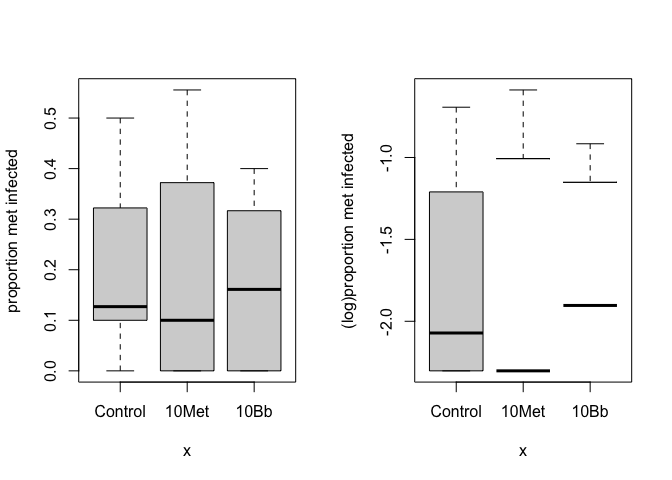 proportion met infected
0.5
0.4
0.3
0.2
0.1
0.0
Control 10Met 10Bb
x
(log)proportion met infected
-1.0
-1.5
-2.0
Control 10Met 10Bb
x